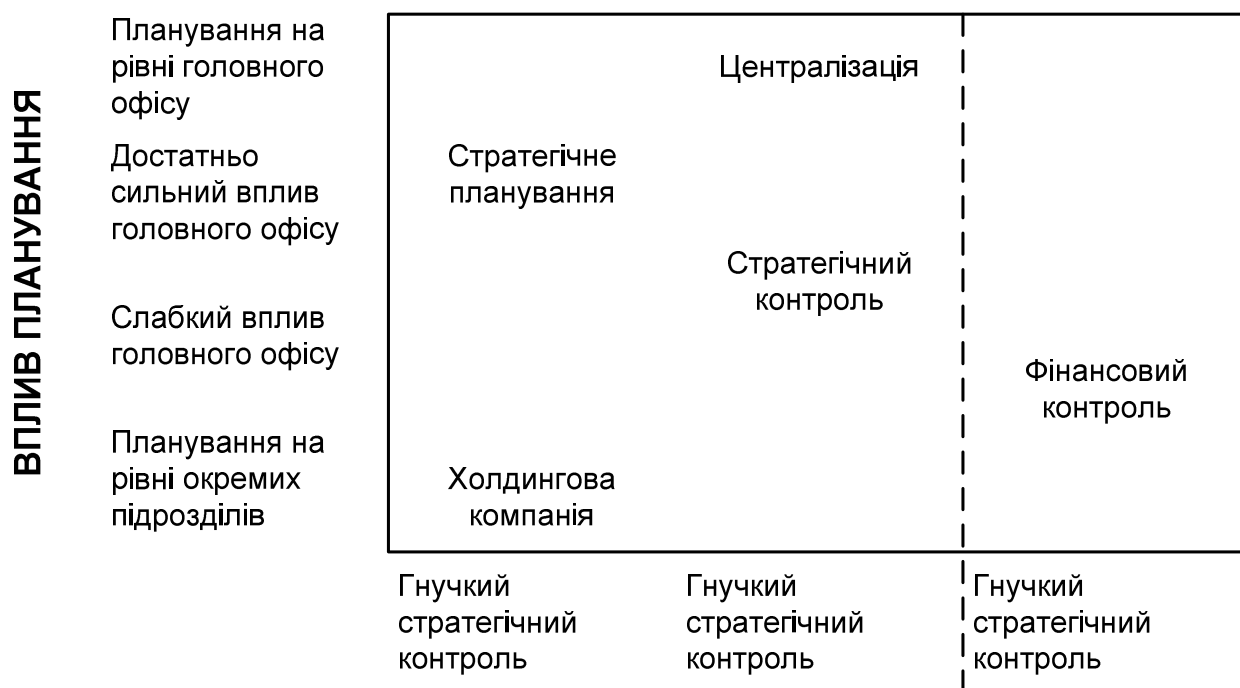 ВПЛИВ ПЛАНУВАННЯ
Планування на
рівні головного
офісу
Достатньо
сильний вплив
головного офісу
Слабкий вплив
головного офісу
Планування на
рівні окремих
підрозділів
Централізація
Стратегічне
планування
Стратегічний
контроль
Фінансовий
контроль
Холдингова
компанія
Гнучкий
стратегічний
контроль
Гнучкий
стратегічний
контроль
Гнучкий
стратегічний
контроль